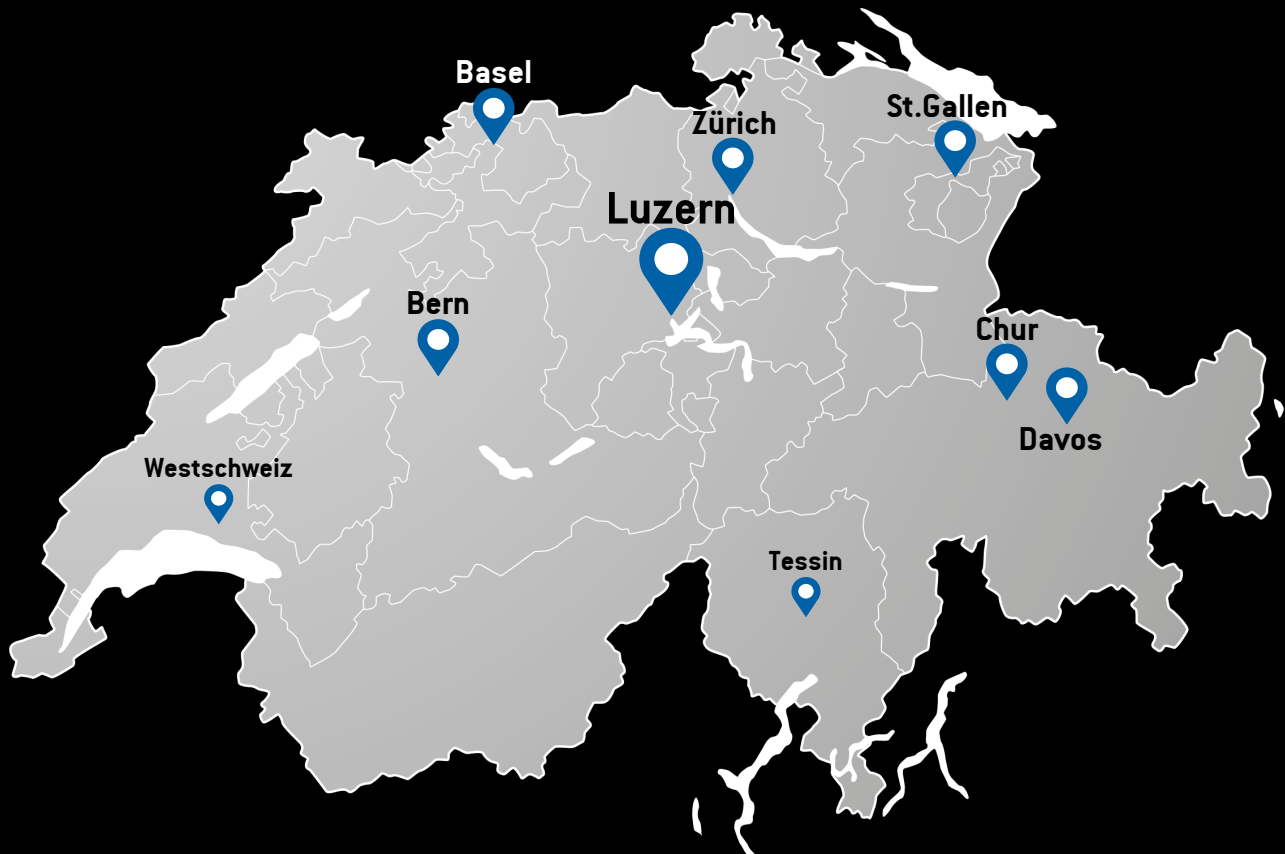 Basel
St.Gallen
Zürich
Luzern
Bern
Chur
Davos
Westschweiz
Tessin